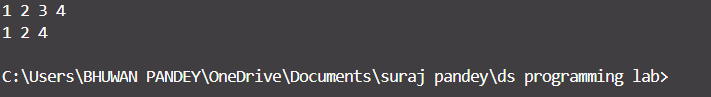 1 2 3 4
1 2 4
C:\Users\BHUWAN PANDEY\OneDrive\Documents\suraj pandey\ds programming lab>